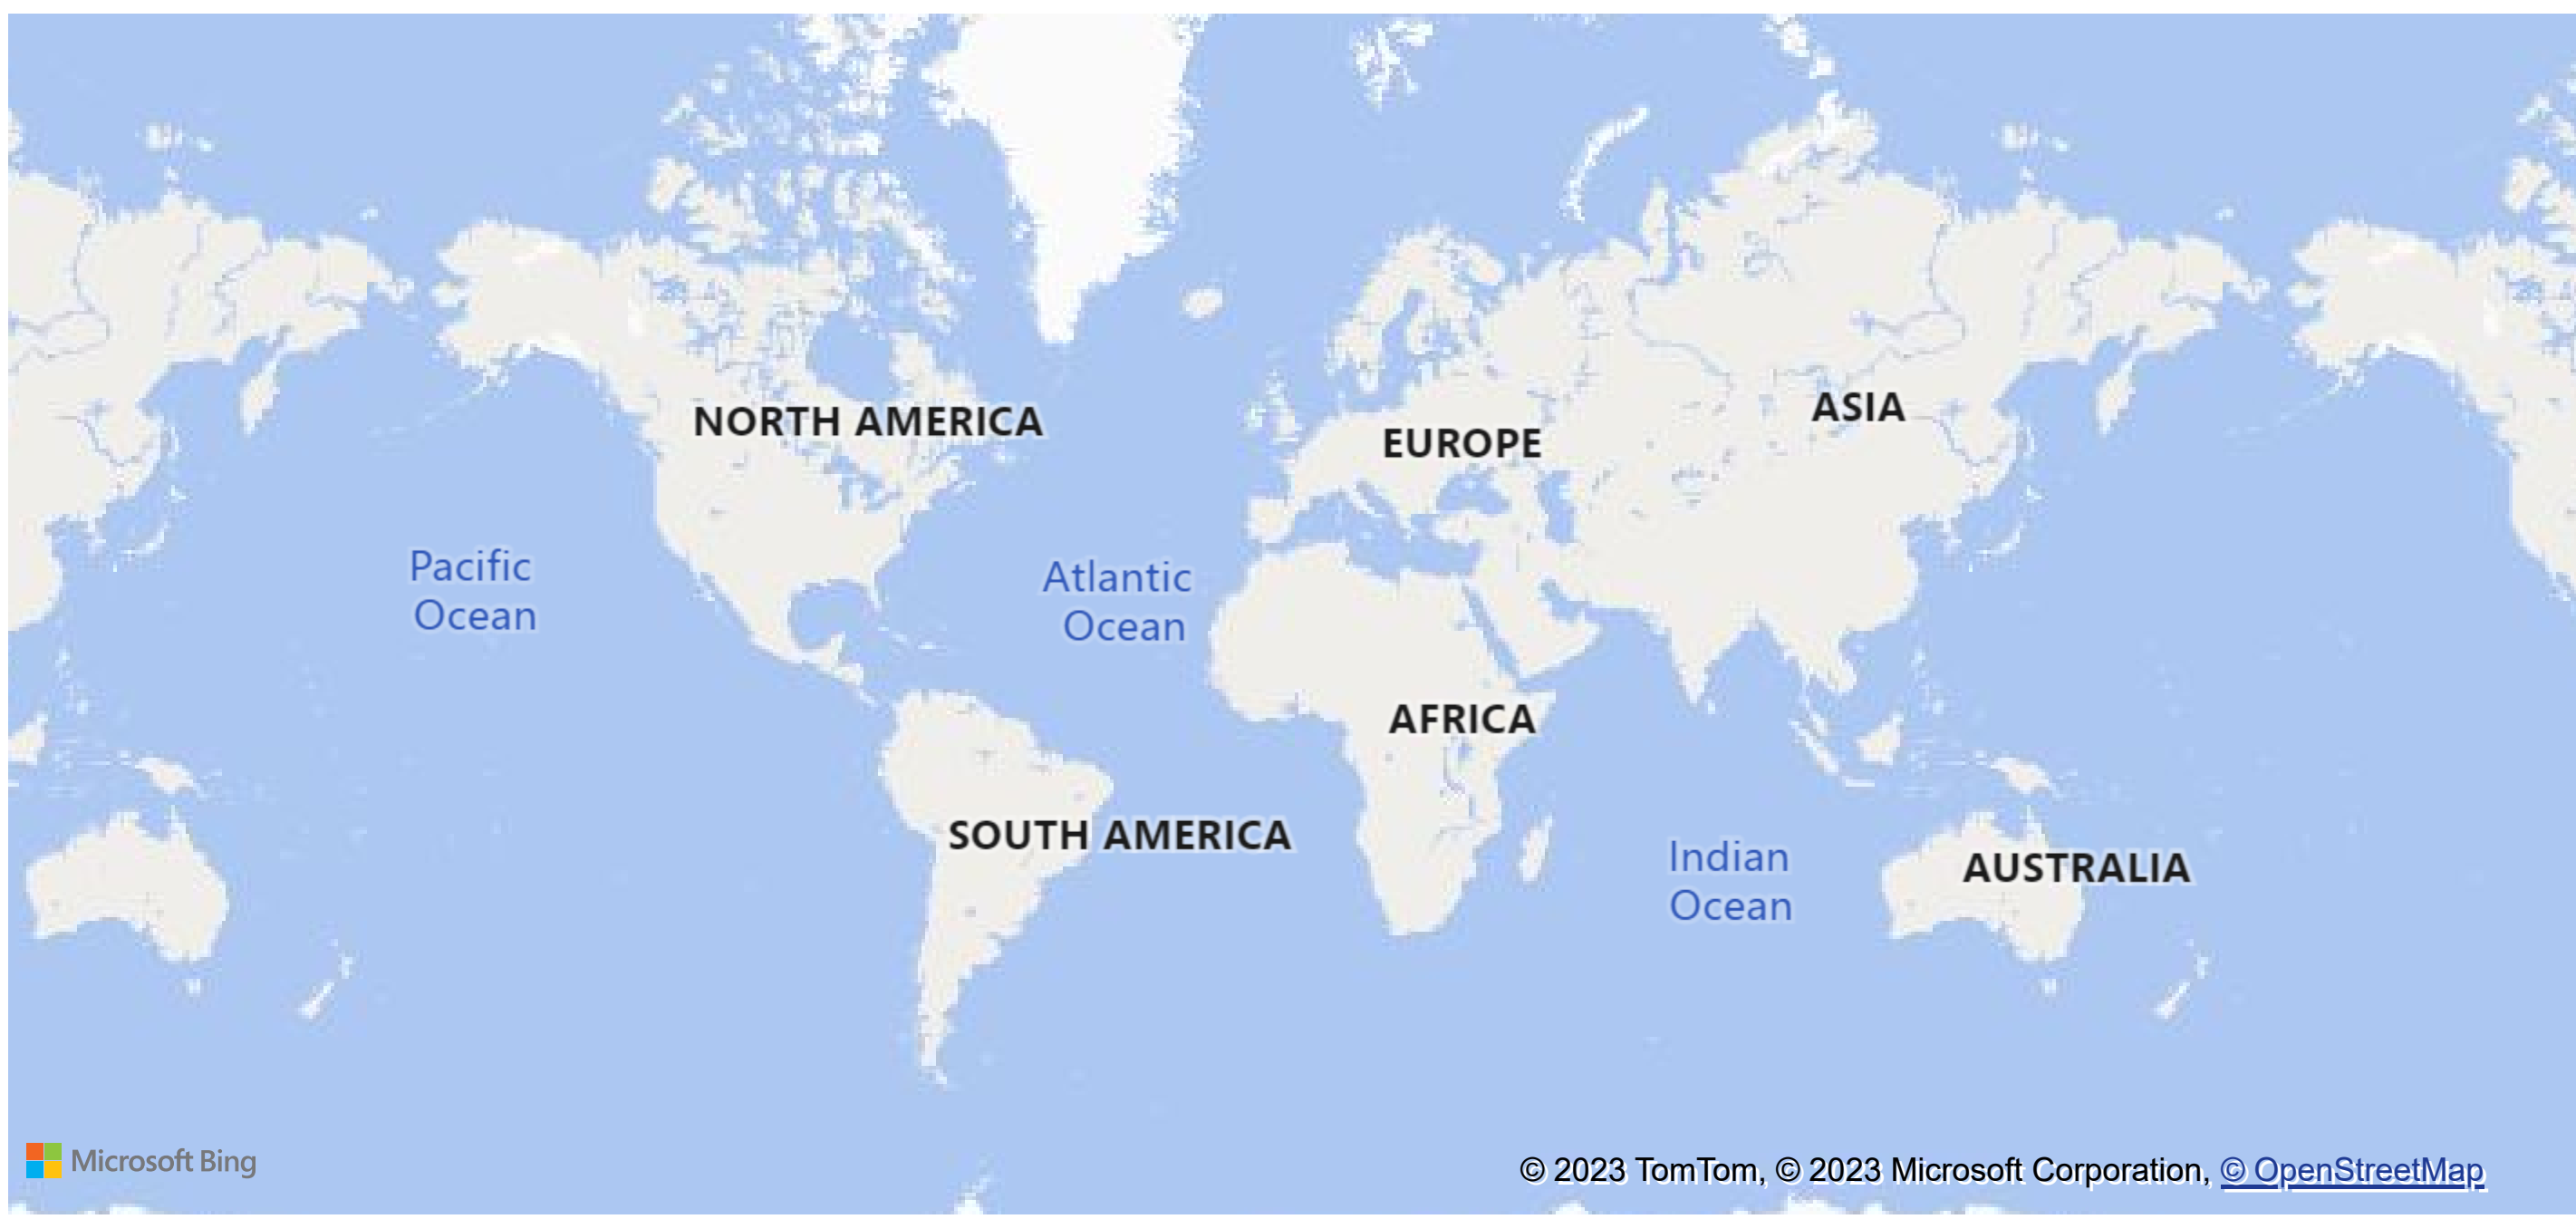 NORTH AMERICA
ASIA
EUROPE
Pacific
Ocean
Atlantic
Ocean
AFRICA
SOUTH AMERICA
Indian
Ocean
AUSTRALIA
Microsoft Bing
© 2023 TomTom, © 2023 Microsoft Corporation, © OpenStreetMap